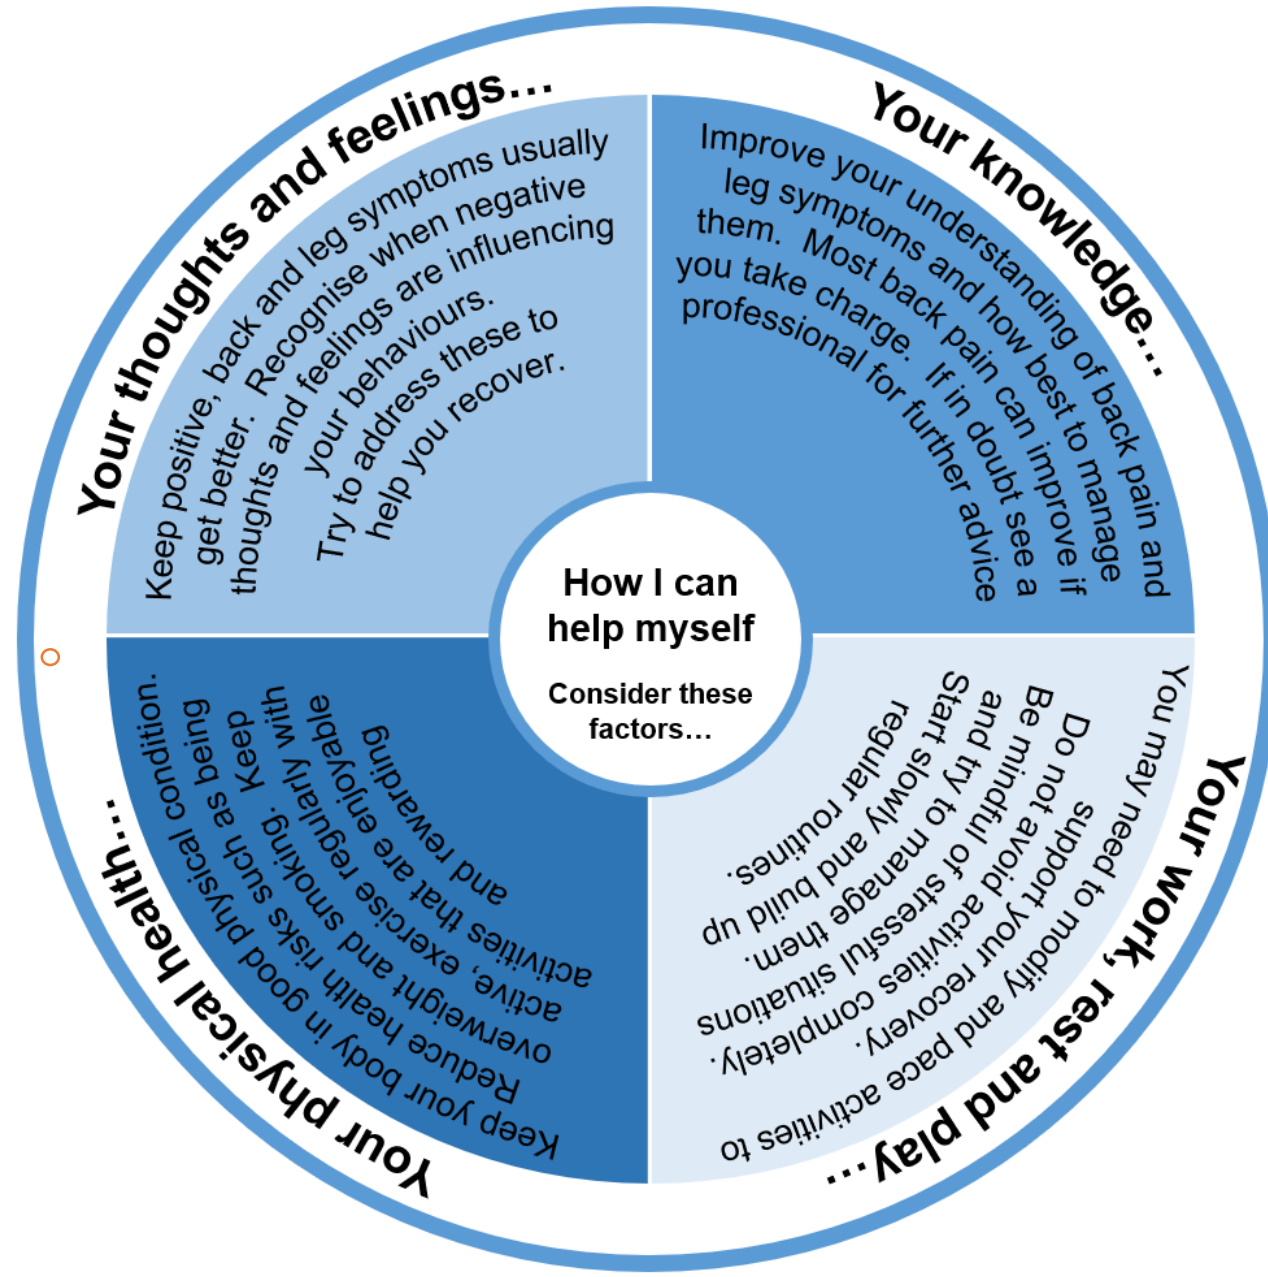 Your thoughts and feelings…
Keep positive, back and leg symptoms usually
get better.  Recognise when negative
thoughts and feelings are influencing
your behaviours.
Try to address these to
help you recover.
Your knowledge…
Improve your understanding of back pain and
leg symptoms and how best to manage
them.  Most back pain can improve if
you take charge.  If in doubt see a
professional for further advice
How I can
help myself
Consider these
factors…
Your work, rest and play…
You may need to modify and pace activities to
support your recovery.
Do not avoid activities completely.
Be mindful of stressful situations
and try to manage them.
Start slowly and build up
regular routines.
Your physical health…
Keep your body in good physical condition.
Reduce health risks such as being
overweight and smoking.  Keep
active, exercise regularly with
activities that are enjoyable
and rewarding